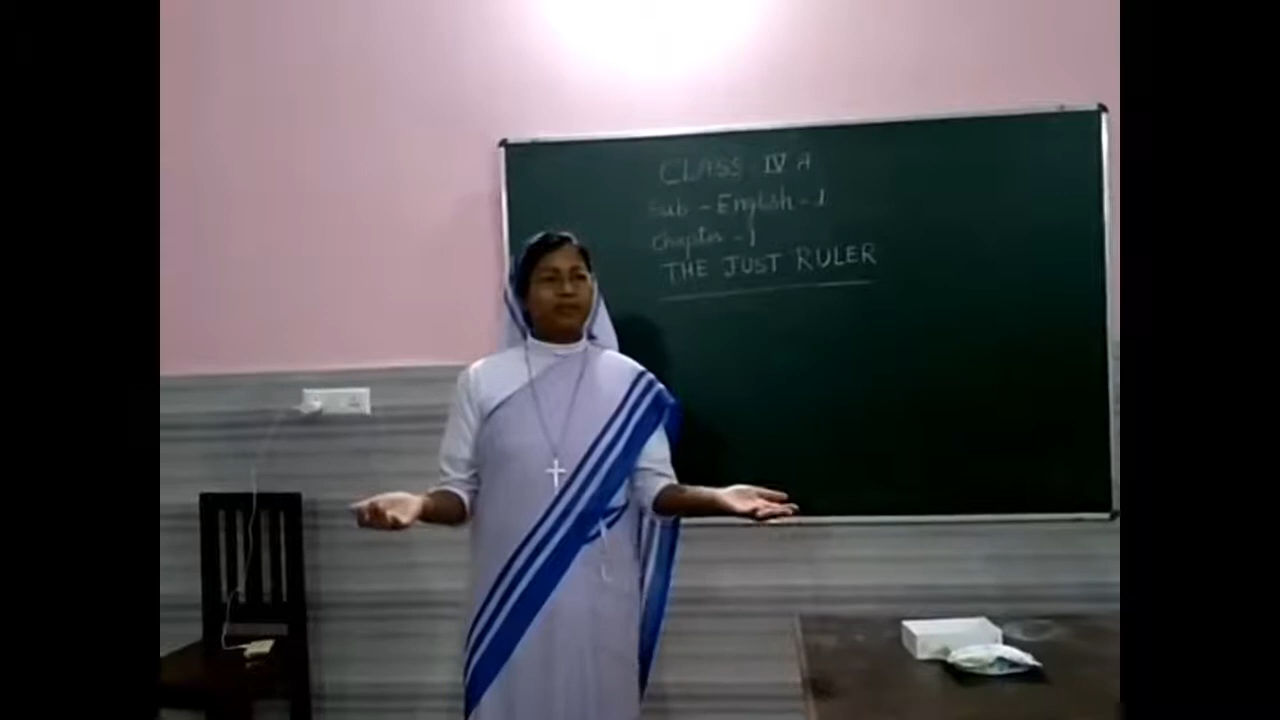 CLASS IV A
Sub - English - 1
Chapter - 1
THE JUST RULER